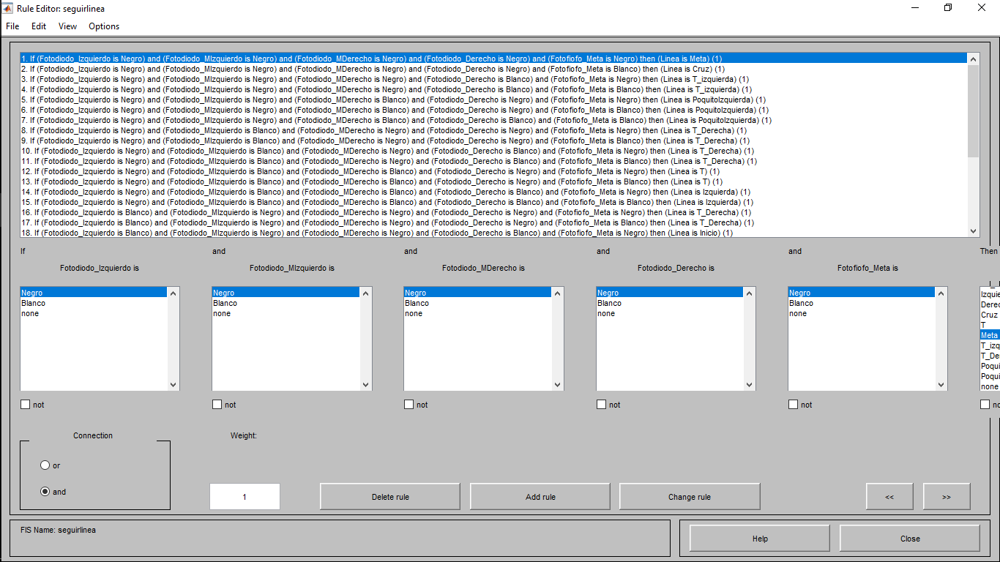 Rule Editor: seguirlinea
File Edit View Options
1. If (Fotodiodo_Izquierdo is Negro) and (Fotodiodo_MIzquierdo is Negro) and (Fotodiodo_MDerecho is Negro) and (Fotodiodo_Derecho is Negro) and (Fotofiofo_Meta is Negro) then (Linea is Meta) (1)
2. If (Fotodiodo_Izquierdo is Negro) and (Fotodiodo_MIzquierdo is Negro) and (Fotodiodo_MDerecho is Negro) and (Fotodiodo_Derecho is Negro) and (Fotofiofo_Meta is Blanco) then (Linea is Cruz) (1)
3. If (Fotodiodo_Izquierdo is Negro) and (Fotodiodo_MIzquierdo is Negro) and (Fotodiodo_MDerecho is Negro) and (Fotodiodo_Derecho is Blanco) and (Fotofiofo_Meta is Negro) then (Linea is T_izquierda) (1)
4. If (Fotodiodo_Izquierdo is Negro) and (Fotodiodo_MIzquierdo is Negro) and (Fotodiodo_MDerecho is Negro) and (Fotodiodo_Derecho is Blanco) and (Fotofiofo_Meta is Blanco) then (Linea is T_izquierda) (1)
5. If (Fotodiodo_Izquierdo is Negro) and (Fotodiodo_MIzquierdo is Negro) and (Fotodiodo_MDerecho is Blanco) and (Fotodiodo_Derecho is Negro) and (Fotofiofo_Meta is Negro) then (Linea is PoquitoIzquierda) (1)
6. If (Fotodiodo_Izquierdo is Negro) and (Fotodiodo_MIzquierdo is Negro) and (Fotodiodo_MDerecho is Blanco) and (Fotodiodo_Derecho is Negro) and (Fotofiofo_Meta is Blanco) then (Linea is PoquitoIzquierda) (1)
7. If (Fotodiodo_Izquierdo is Negro) and (Fotodiodo_MIzquierdo is Negro) and (Fotodiodo_MDerecho is Blanco) and (Fotodiodo_Derecho is Blanco) and (Fotofiofo_Meta is Blanco) then (Linea is PoquitoIzquierda) (1)
8. If (Fotodiodo_Izquierdo is Negro) and (Fotodiodo_MIzquierdo is Blanco) and (Fotodiodo_MDerecho is Negro) and (Fotodiodo_Derecho is Negro) and (Fotofiofo_Meta is Negro) then (Linea is T_Derecha) (1)
9. If (Fotodiodo_Izquierdo is Negro) and (Fotodiodo_MIzquierdo is Blanco) and (Fotodiodo_MDerecho is Negro) and (Fotodiodo_Derecho is Negro) and (Fotofiofo_Meta is Blanco) then (Linea is T_Derecha) (1)
10. If (Fotodiodo_Izquierdo is Negro) and (Fotodiodo_MIzquierdo is Blanco) and (Fotodiodo_MDerecho is Negro) and (Fotodiodo_Derecho is Blanco) and (Fotofiofo_Meta is Negro) then (Linea is T_Derecha) (1)
11. If (Fotodiodo_Izquierdo is Negro) and (Fotodiodo_MIzquierdo is Blanco) and (Fotodiodo_MDerecho is Negro) and (Fotodiodo_Derecho is Blanco) and (Fotofiofo_Meta is Blanco) then (Linea is T_Derecha) (1)
12. If (Fotodiodo_Izquierdo is Negro) and (Fotodiodo_MIzquierdo is Blanco) and (Fotodiodo_MDerecho is Blanco) and (Fotodiodo_Derecho is Negro) and (Fotofiofo_Meta is Negro) then (Linea is T) (1)
13. If (Fotodiodo_Izquierdo is Negro) and (Fotodiodo_MIzquierdo is Blanco) and (Fotodiodo_MDerecho is Blanco) and (Fotodiodo_Derecho is Negro) and (Fotofiofo_Meta is Blanco) then (Linea is T) (1)
14. If (Fotodiodo_Izquierdo is Negro) and (Fotodiodo_MIzquierdo is Blanco) and (Fotodiodo_MDerecho is Blanco) and (Fotodiodo_Derecho is Blanco) and (Fotofiofo_Meta is Negro) then (Linea is Izquierda) (1)
15. If (Fotodiodo_Izquierdo is Negro) and (Fotodiodo_MIzquierdo is Blanco) and (Fotodiodo_MDerecho is Blanco) and (Fotodiodo_Derecho is Blanco) and (Fotofiofo_Meta is Blanco) then (Linea is Izquierda) (1)
16. If (Fotodiodo_Izquierdo is Blanco) and (Fotodiodo_MIzquierdo is Negro) and (Fotodiodo_MDerecho is Negro) and (Fotodiodo_Derecho is Negro) and (Fotofiofo_Meta is Negro) then (Linea is T_Derecha) (1)
17. If (Fotodiodo_Izquierdo is Blanco) and (Fotodiodo_MIzquierdo is Negro) and (Fotodiodo_MDerecho is Negro) and (Fotodiodo_Derecho is Negro) and (Fotofiofo_Meta is Blanco) then (Linea is T_Derecha) (1)
18. If (Fotodiodo_Izquierdo is Blanco) and (Fotodiodo_MIzquierdo is Negro) and (Fotodiodo_MDerecho is Negro) and (Fotodiodo_Derecho is Blanco) and (Fotofiofo_Meta is Negro) then (Linea is Inicio) (1)
If and and and and Then
Fotodiodo_Izquierdo is Fotodiodo_MIzquierdo is Fotodiodo_MDerecho is Fotodiodo_Derecho is Fotofiofo_Meta is
Negro Negro Negro Negro Negro Izquie
Blanco Blanco Blanco Blanco Blanco Derec
none none none none none Cruz
T
Meta
T_izq
T_De
Poqui
Poqui
none
not not not not not no
Connection Weight:
or
and
1 Delete rule Add rule Change rule << >>
FIS Name: seguirlinea
Help Close